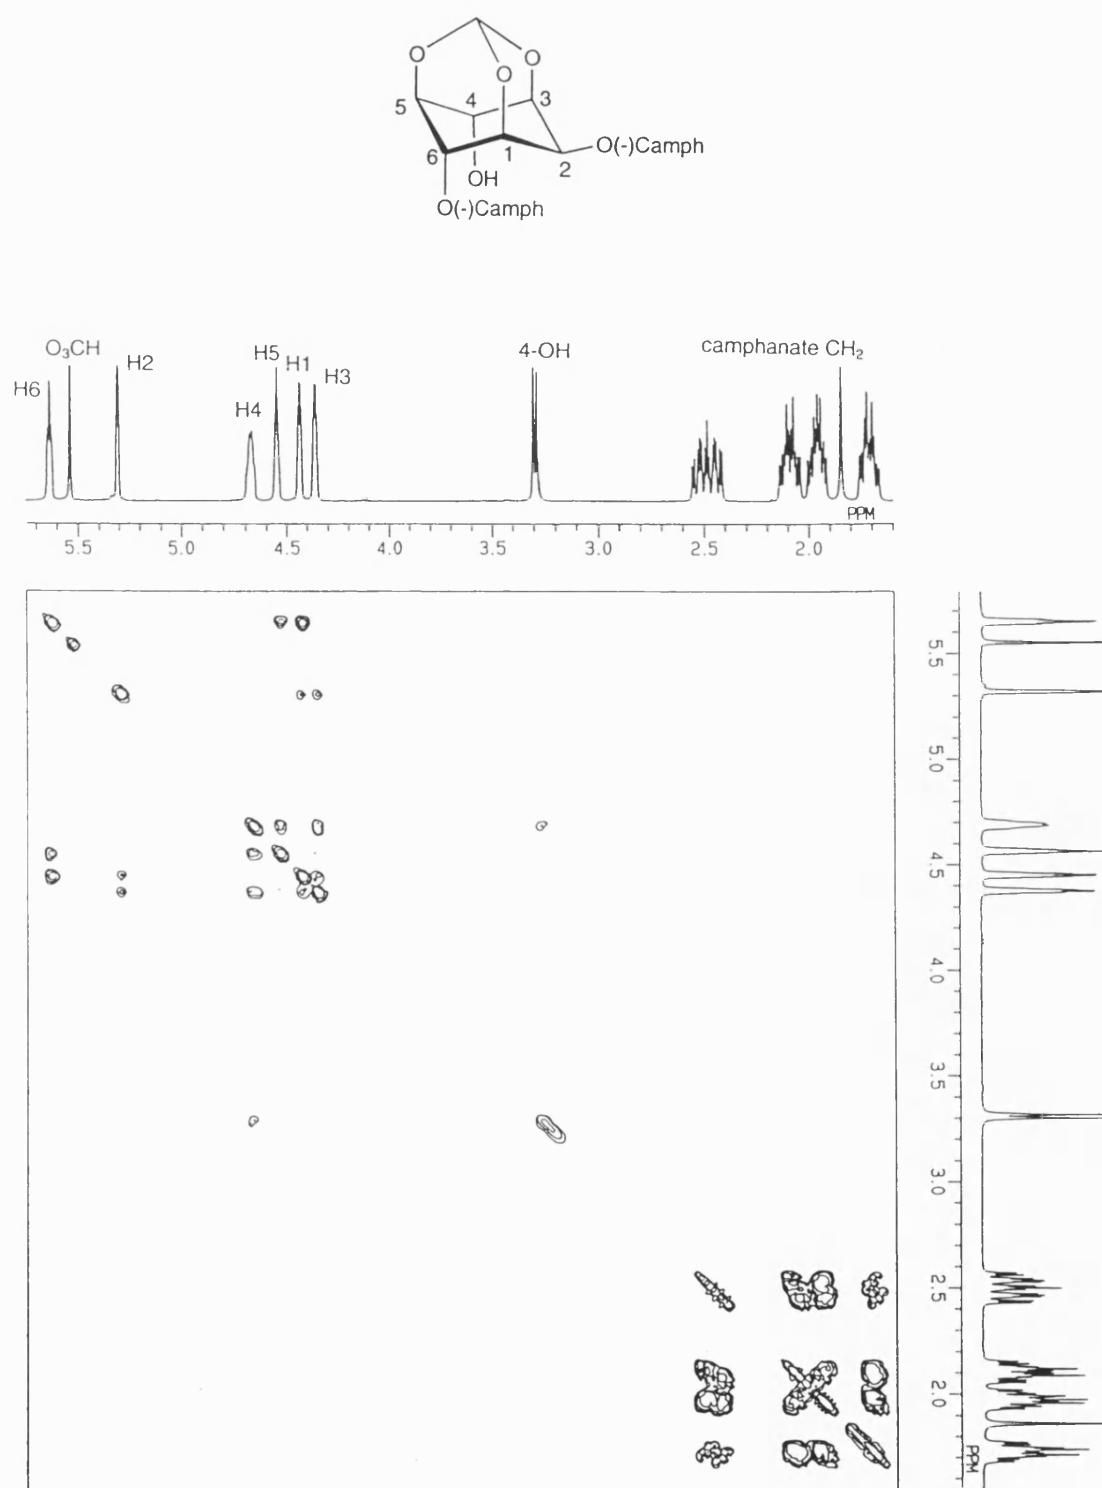 O
O
O
4
5
3
6
1
2
O(-)Camph
OH
O(-)Camph
O₃CH
H2
H6
H5
H1
H3
H4
4-OH
camphanate CH₂
PPM
5.5 5.0 4.5 4.0 3.5 3.0 2.5 2.0
5.5
5.0
4.5
4.0
3.5
3.0
2.5
2.0
PPM